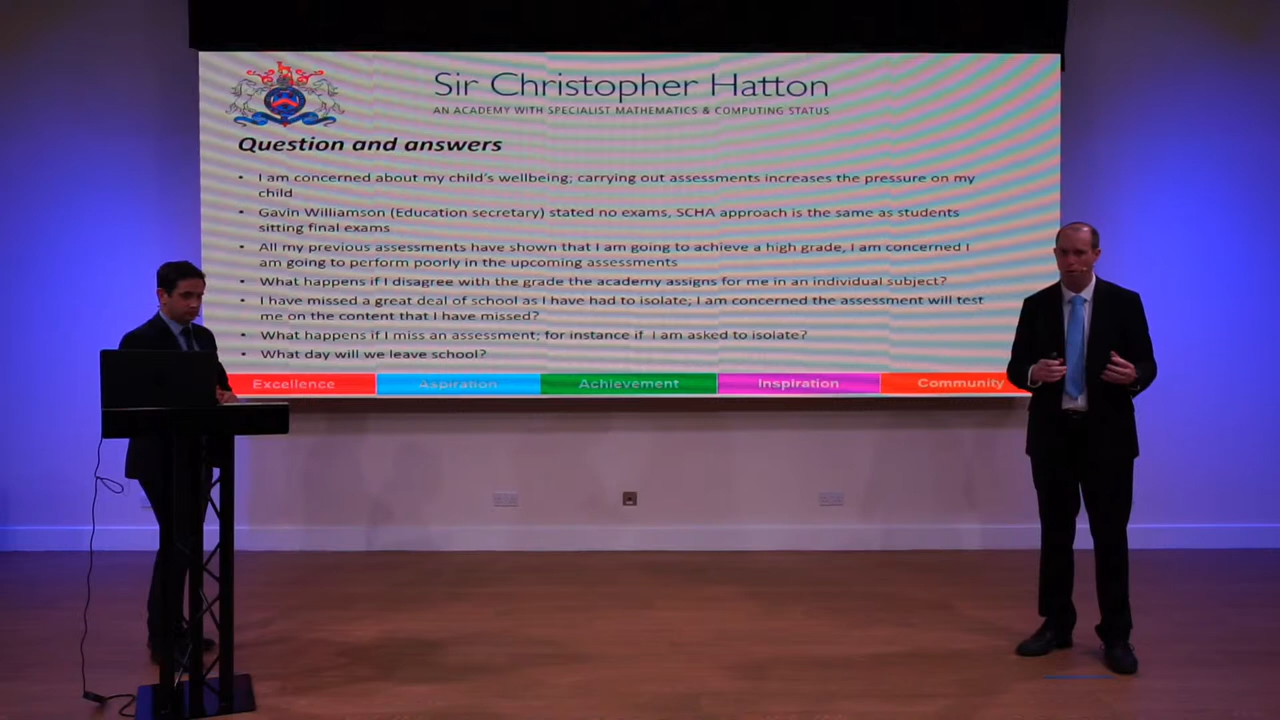 Sir Christopher Hatton
AN ACADEMY WITH SPECIALIST MATHEMATICS & COMPUTING STATUS
Question and answers
• I am concerned about my child's wellbeing; carrying out assessments increases the pressure on my
child
• Gavin Williamson (Education secretary) stated no exams, SCHA approach is the same as students
sitting final exams
• All my previous assessments have shown that I am going to achieve a high grade, I am concerned I
am going to perform poorly in the upcoming assessments
• What happens if I disagree with the grade the academy assigns for me in an individual subject?
• I have missed a great deal of school as I have had to isolate; I am concerned the assessment will test
me on the content that I have missed?
• What happens if I miss an assessment; for instance if I am asked to isolate?
• What day will we leave school?
Excellence Aspiration Achievement Inspiration Community